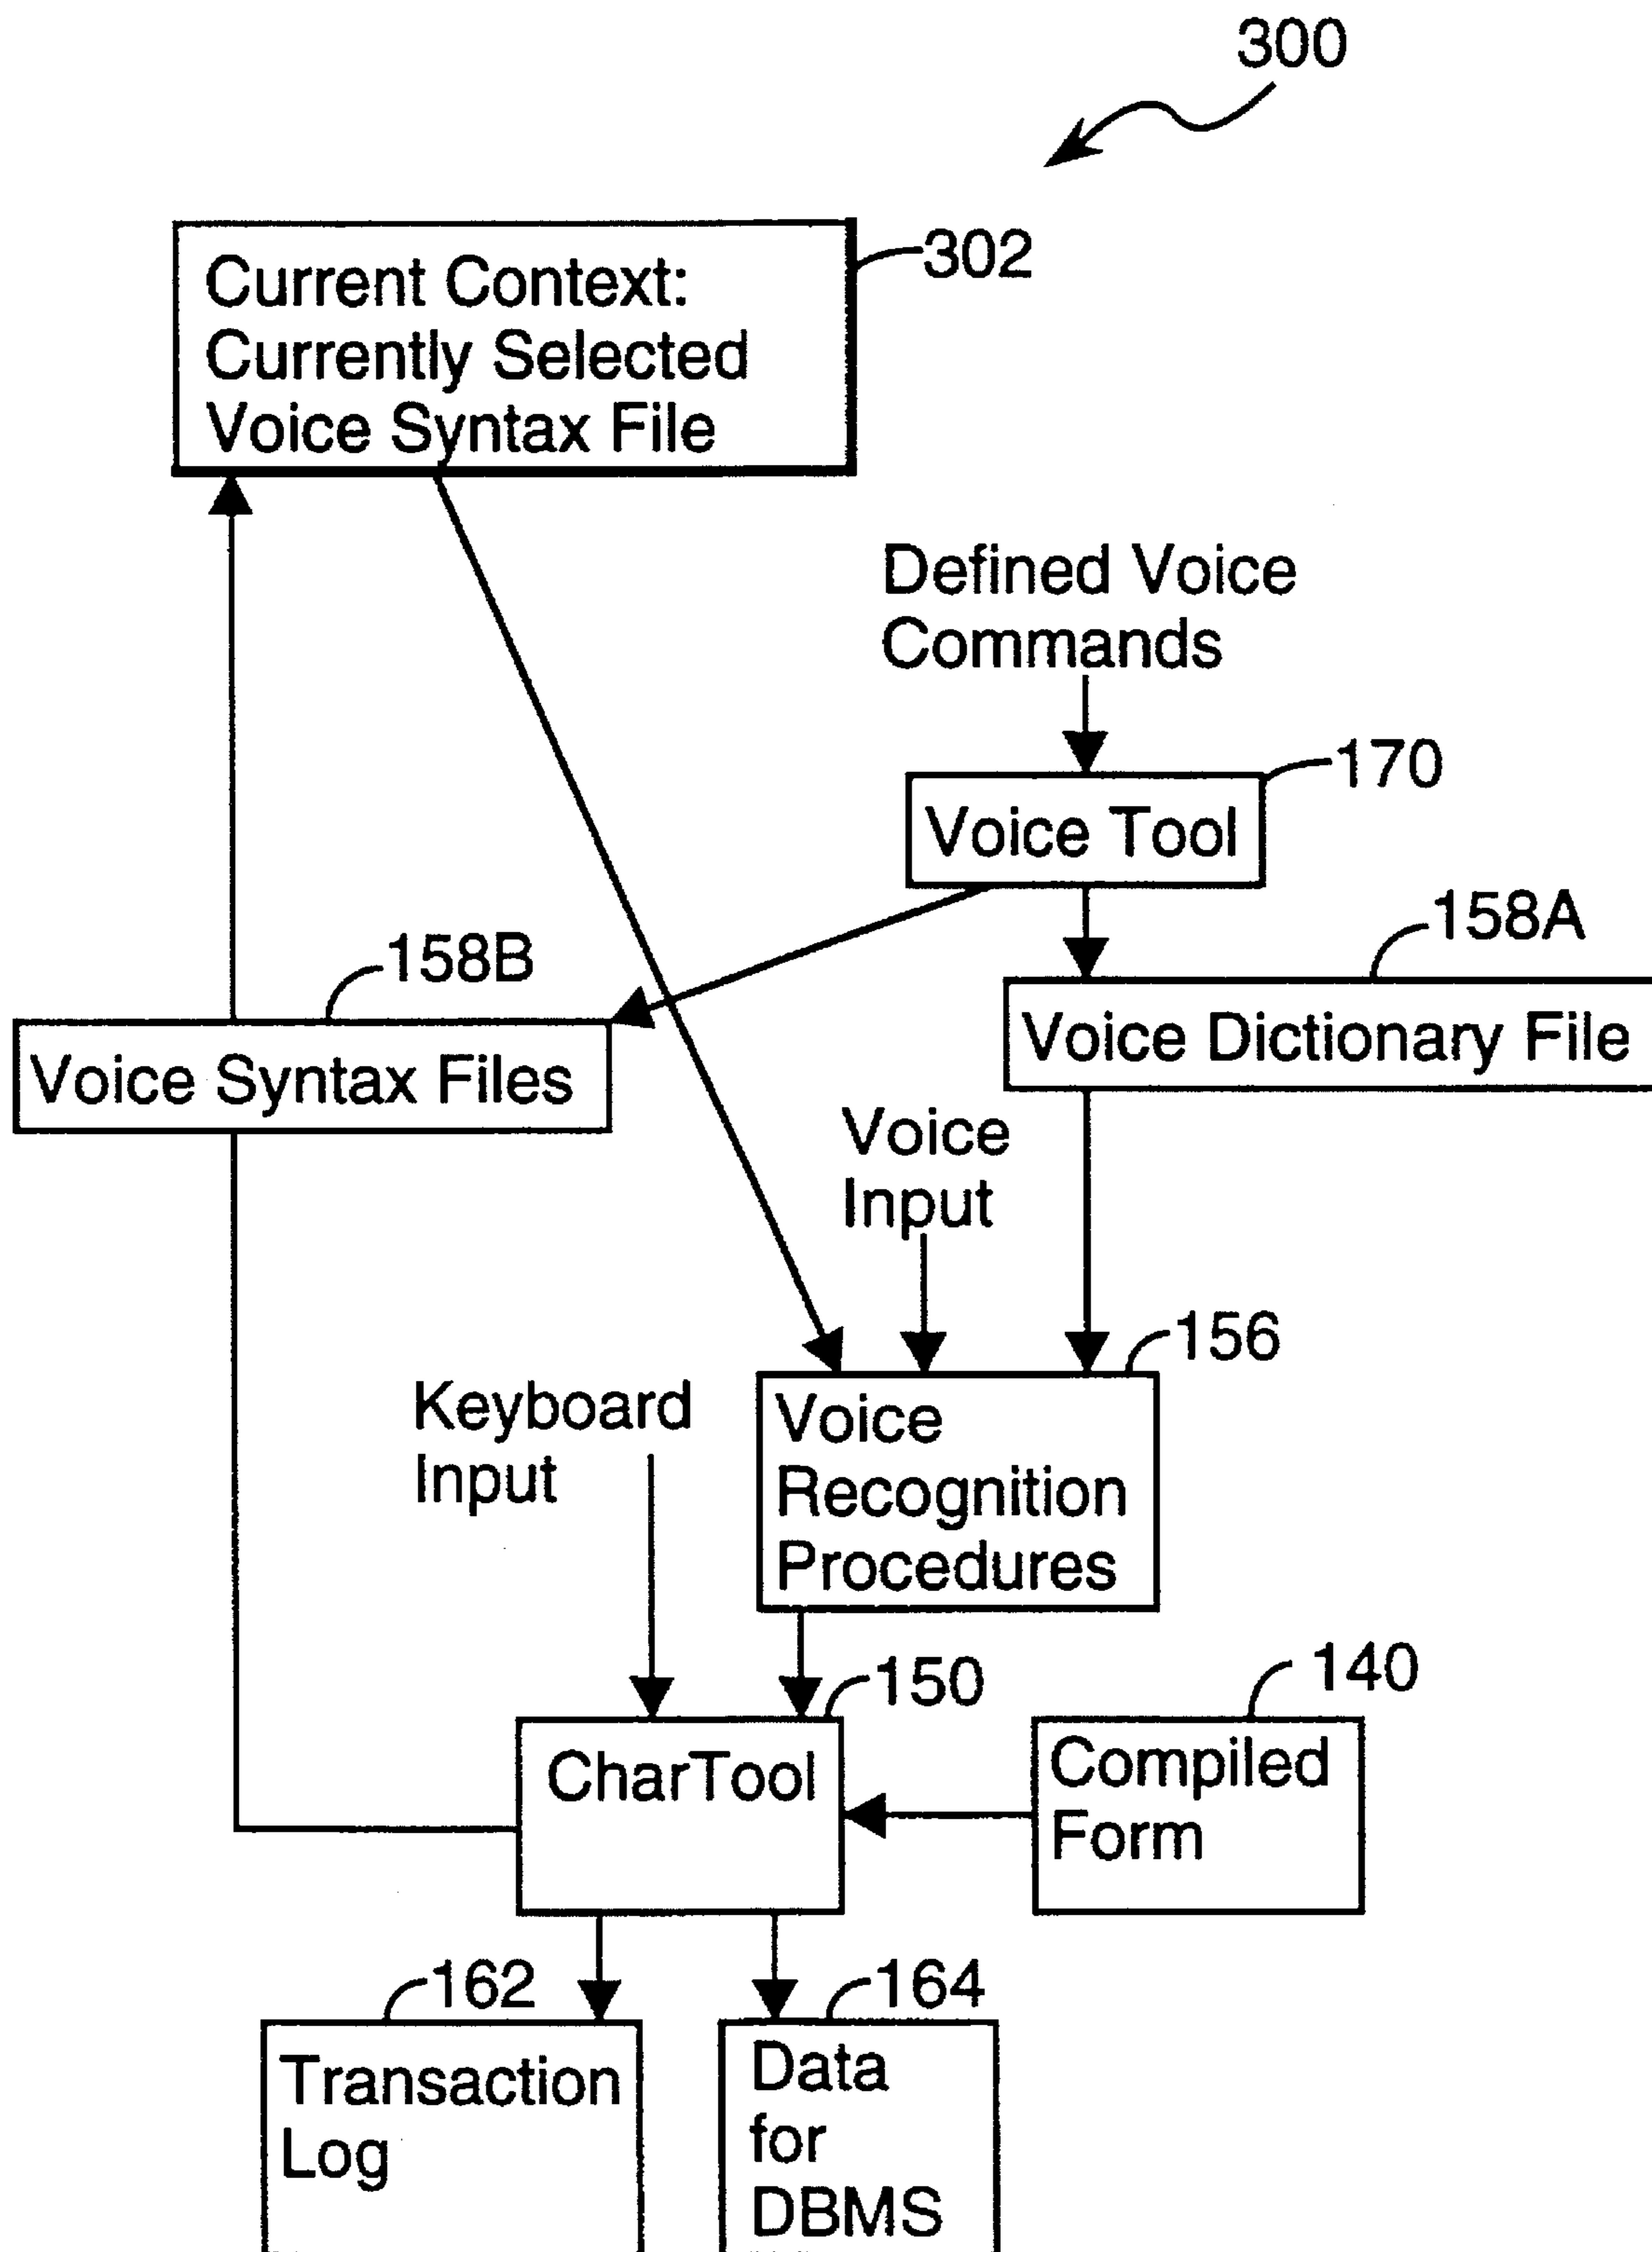 300
Current Context:
Currently Selected
Voice Syntax File
302
Defined Voice
Commands
170
Voice Tool
158A
158B
Voice Dictionary File
Voice Syntax Files
Voice
Input
156
Keyboard
Input
Voice
Recognition
Procedures
150
140
CharTool
Compiled
Form
162
164
Transaction
Log
Data
for
DBMS